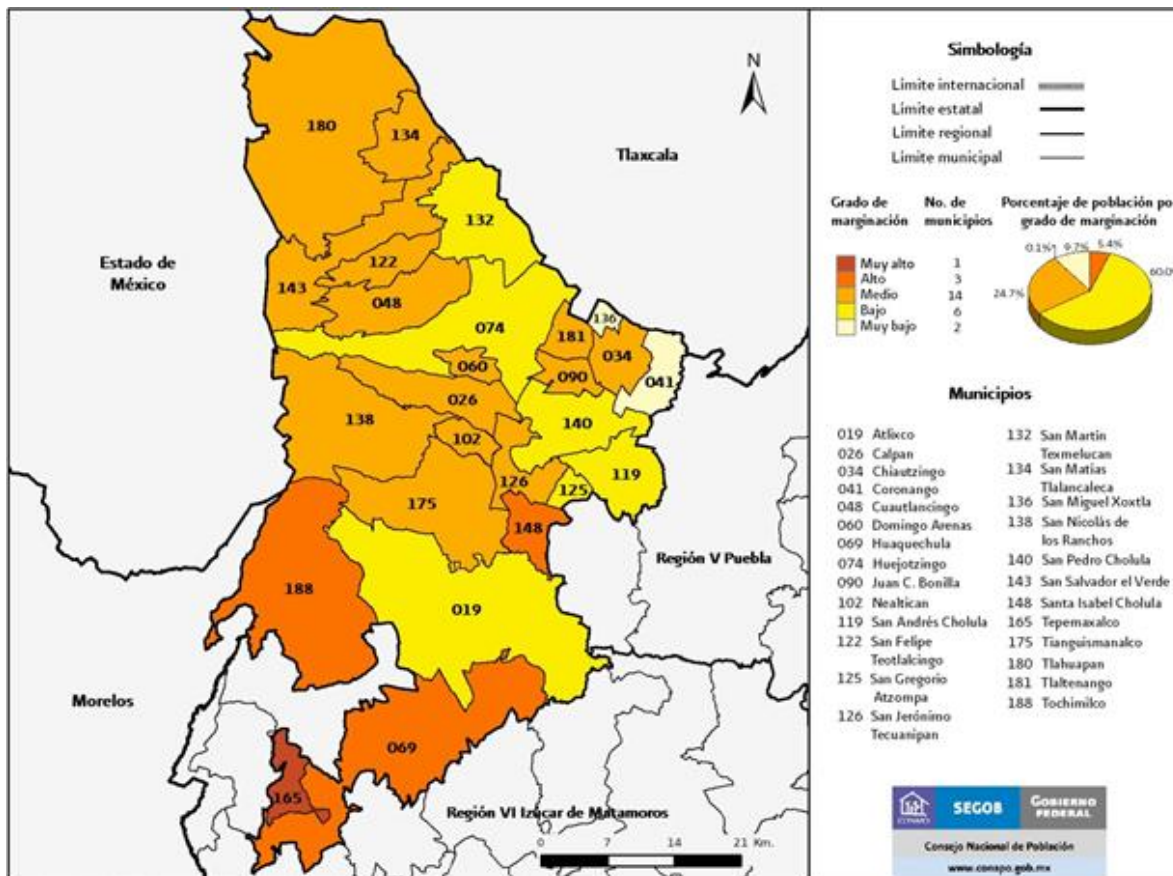 N
180
134
Tlaxcala
132
Estado de
México
122
143
048
074
136
181
034
060
090
041
026
138
140
102
119
126
125
175
148
Región V Puebla
188
019
Morelos
069
165
Región VI Izúcar de Matamoros
0 7 14 21 Km.
Simbología
Limite internacional
Limite estatal
Limite regional
Limite municipal
Grado de
marginación
No. de
municipios
Muy alto 1
Alto 3
Medio 14
Bajo 6
Muy bajo 2
Porcentaje de población po
grado de marginación
0.1%
9.7%
5.4%
60.0
24.7%
Municipios
019 Atlixco
026 Calpan
034 Chiautzingo
041 Coronango
048 Cuautlancingo
060 Domingo Arenas
069 Huaquechula
074 Huejotzingo
090 Juan C. Bonilla
102 Nealtican
119 San Andrés Cholula
122 San Felipe
Teotlalcingo
125 San Gregorio
Atzompa
126 San Jerónimo
Tecuanipan
132 San Martín
Texmelucan
134 San Matías
Tlalancaleca
136 San Miguel Xoxtla
138 San Nicolás de
los Ranchos
140 San Pedro Cholula
143 San Salvador el Verde
148 Santa Isabel Cholula
165 Tepemaxalco
175 Tianguismanalco
180 Tlahuapan
181 Tlaltenango
188 Tochimilco
CONAPO
SEGOB
GOBIERNO
FEDERAL
Consejo Nacional de Población
www.conapo.gob.mx